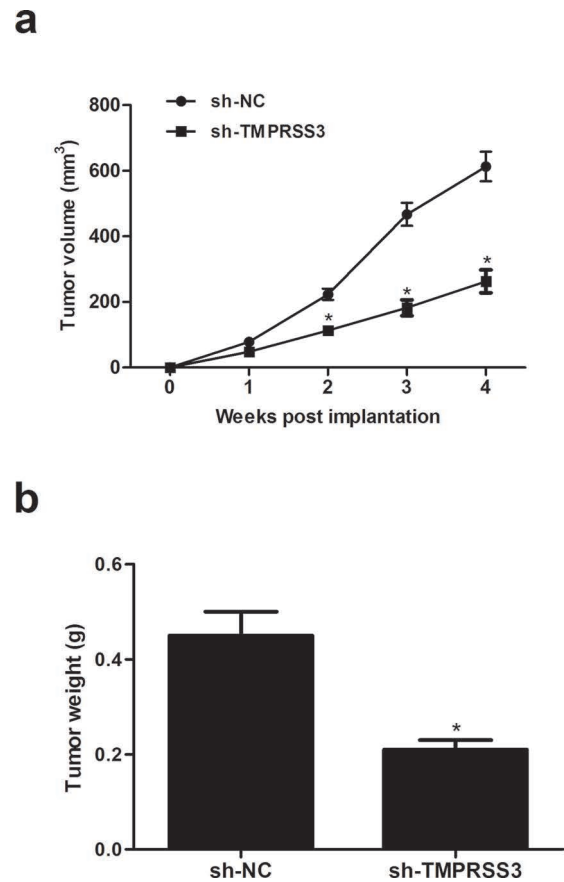 a
sh-NC
sh-TMPRSS3
Tumor volume (mm³)
800
600
400
200
0
*
*
*
0 1 2 3 4
Weeks post implantation
b
Tumor weight (g)
0.6
0.4
0.2
0.0
*
sh-NC sh-TMPRSS3